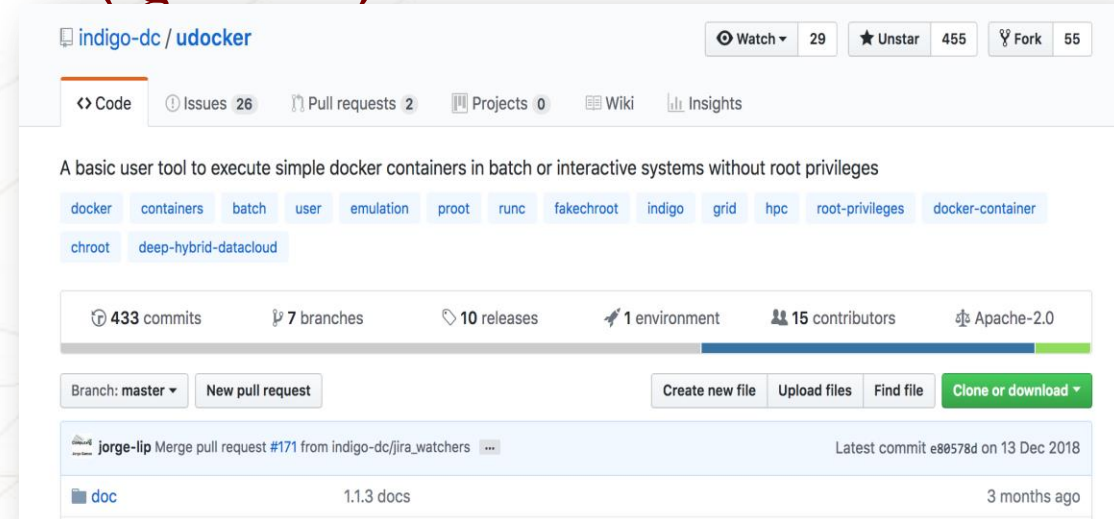 indigo-dc / udocker
Watch 29 Unstar 455 Fork 55
Code Issues 26 Pull requests 2 Projects 0 Wiki Insights
A basic user tool to execute simple docker containers in batch or interactive systems without root privileges
docker containers batch user emulation proot runc fakechroot indigo grid hpc root-privileges docker-container
chroot deep-hybrid-datacloud
433 commits 7 branches 10 releases 1 environment 15 contributors Apache-2.0
Branch: master New pull request Create new file Upload files Find file Clone or download
jorge-lip Merge pull request #171 from indigo-dc/jira_watchers ... Latest commit e80578d on 13 Dec 2018
doc 1.1.3 docs 3 months ago